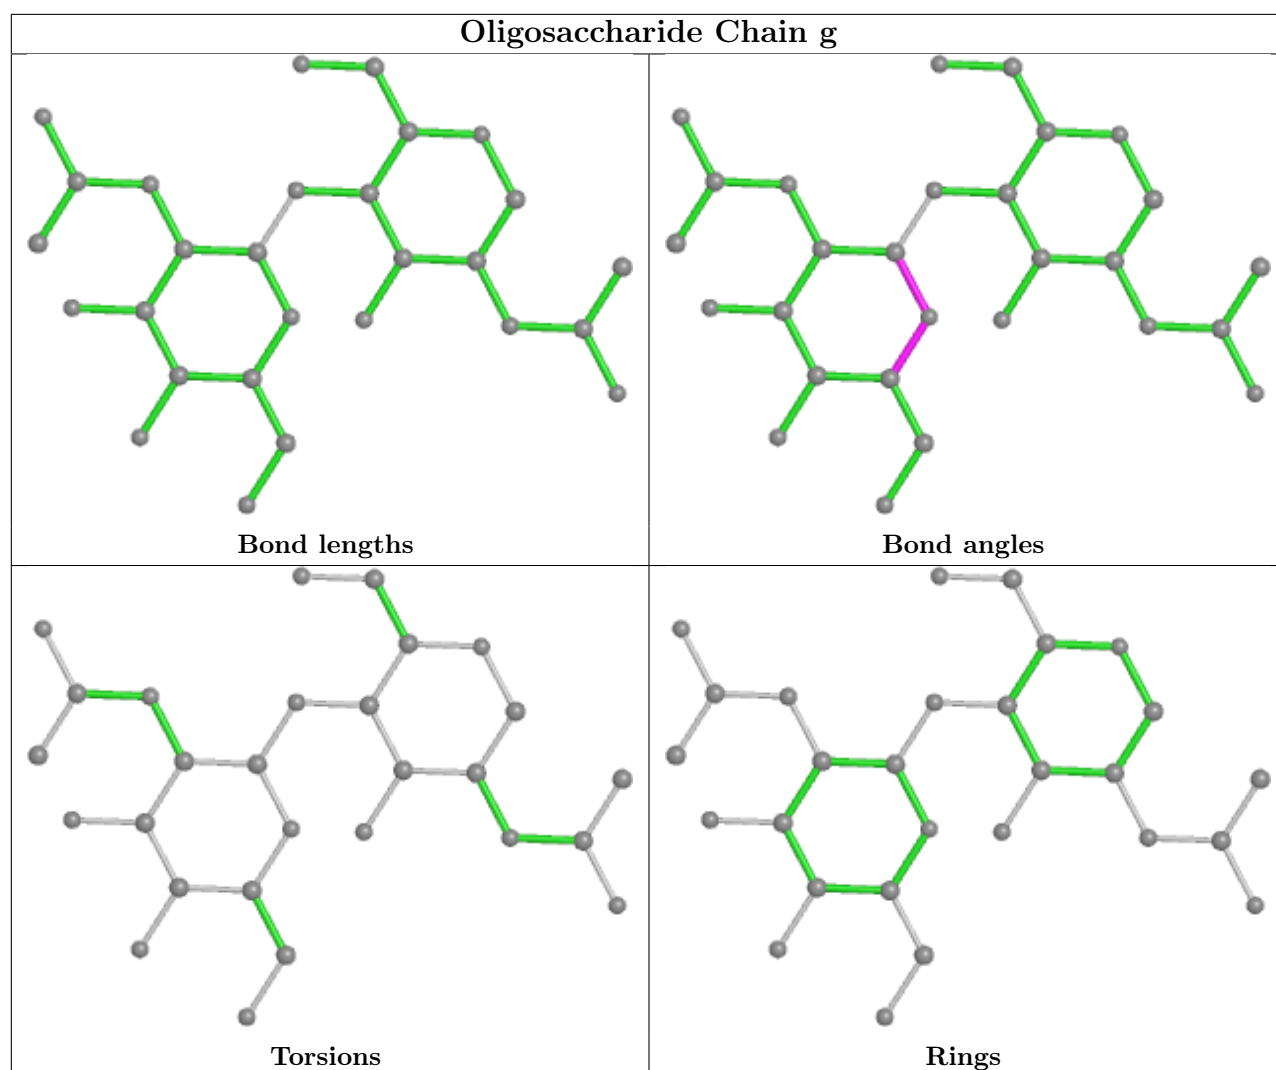 Oligosaccharide Chain g
Bond lengths
Bond angles
Torsions
Rings